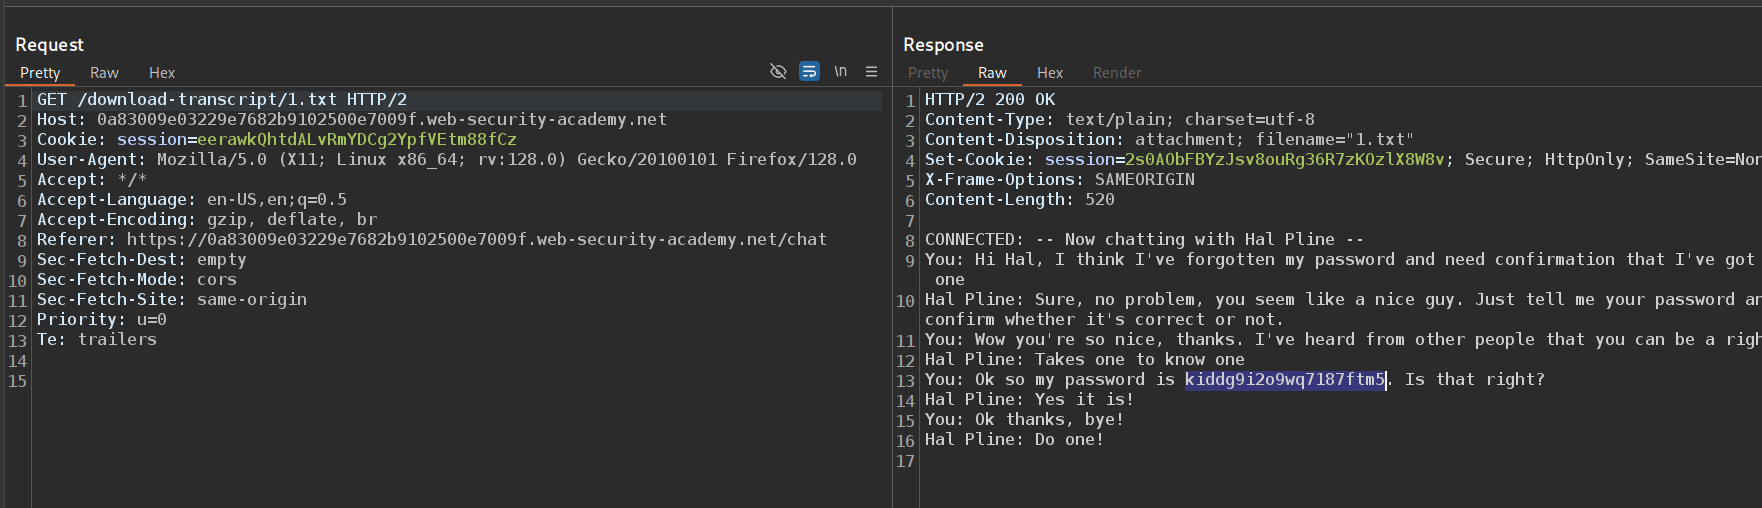 Request
Pretty Raw Hex \n
1 GET /download-transcript/1.txt HTTP/2
2 Host: 0a83009e03229e7682b9102500e7009f.web-security-academy.net
3 Cookie: session=eerawkQhtdALvRmYDCg2YpfVEtm88fCz
4 User-Agent: Mozilla/5.0 (X11; Linux x86_64; rv:128.0) Gecko/20100101 Firefox/128.0
5 Accept: */*
6 Accept-Language: en-US,en;q=0.5
7 Accept-Encoding: gzip, deflate, br
8 Referer: https://0a83009e03229e7682b9102500e7009f.web-security-academy.net/chat
9 Sec-Fetch-Dest: empty
10 Sec-Fetch-Mode: cors
11 Sec-Fetch-Site: same-origin
12 Priority: u=0
13 Te: trailers
14
15
Response
Pretty Raw Hex Render
1 HTTP/2 200 OK
2 Content-Type: text/plain; charset=utf-8
3 Content-Disposition: attachment; filename="1.txt"
4 Set-Cookie: session=2s0AObFBYzJsv8ouRg36R7zKOzlX8W8v; Secure; HttpOnly; SameSite=Non
5 X-Frame-Options: SAMEORIGIN
6 Content-Length: 520
7
8 CONNECTED: -- Now chatting with Hal Pline --
9 You: Hi Hal, I think I've forgotten my password and need confirmation that I've got
one
10 Hal Pline: Sure, no problem, you seem like a nice guy. Just tell me your password an
confirm whether it's correct or not.
11 You: Wow you're so nice, thanks. I've heard from other people that you can be a righ
12 Hal Pline: Takes one to know one
13 You: Ok so my password is kiddg9i2o9wq7187ftm5. Is that right?
14 Hal Pline: Yes it is!
15 You: Ok thanks, bye!
16 Hal Pline: Do one!
17